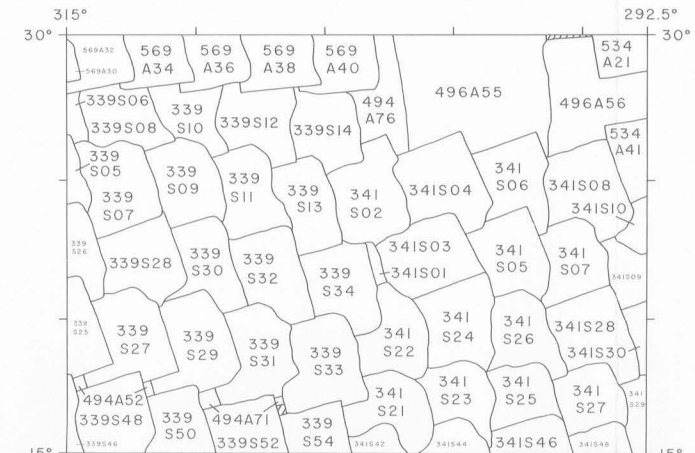 315° 292.5°
30° 30°
569A32
569A30
569
A34
569
A36
569
A38
569
A40
494
A76
496A55
496A56
534
A21
534
A41
339S06
339S08
339
S10
339S12
339S14
339
S05
339
S07
339
S09
339
S11
339
S13
341
S02
341S04
341
S06
341S08
341S10
339
S26
339S28
339
S30
339
S32
339
S34
341S03
341S01
341
S05
341
S07
341S09
339
S25
339
S27
339
S29
339
S31
339
S33
341
S22
341
S24
341
S26
341S28
341S30
494A52
339S48
339S46
339
S50
494A71
339S52
339
S54
341
S21
341S42
341
S23
341S44
341
S25
341S46
341
S27
341S48
341
S29
15° 15°